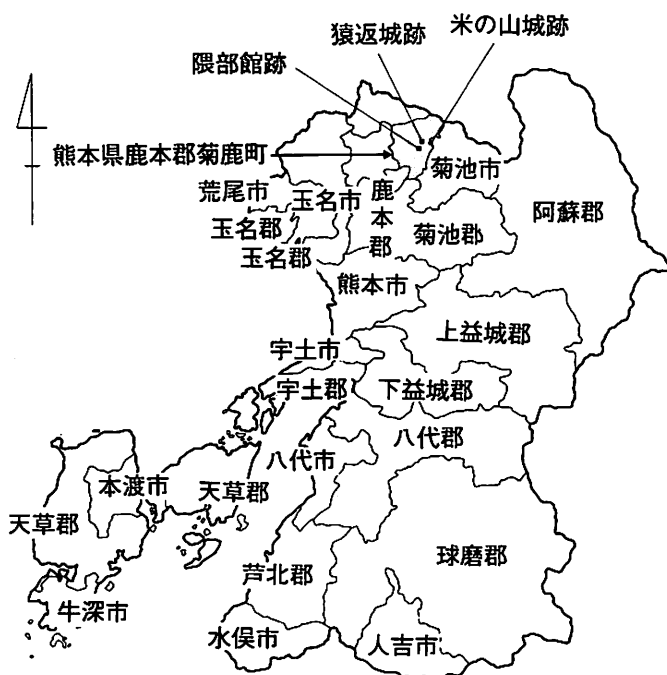 米の山城跡
猿返城跡
隈部館跡
熊本県鹿本郡菊鹿町
菊池市
荒尾市
玉名市
鹿本郡
阿蘇郡
玉名郡
菊池郡
玉名郡
熊本市
上益城郡
宇土市
宇土郡
下益城郡
八代郡
八代市
本渡市
天草郡
天草郡
球磨郡
芦北郡
牛深市
水俣市
人吉市